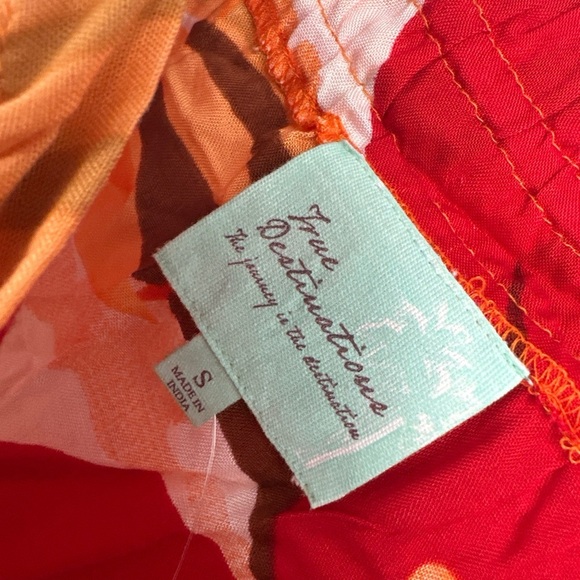 True
Destinations
The journey is the destination
S
MADE IN
INDIA